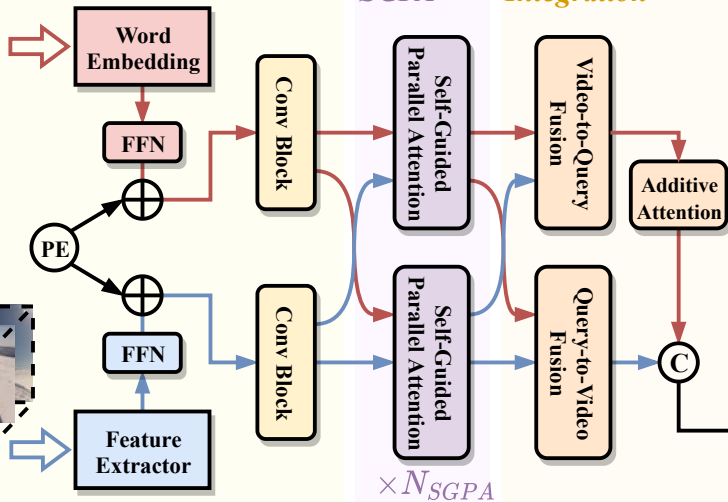 Word
Embedding
FFN
PE
FFN
Feature
Extractor
Conv Block
Conv Block
Self-Guided
Parallel Attention
Self-Guided
Parallel Attention
×N_SGPA
Video-to-Query
Fusion
Query-to-Video
Fusion
Additive
Attention
C